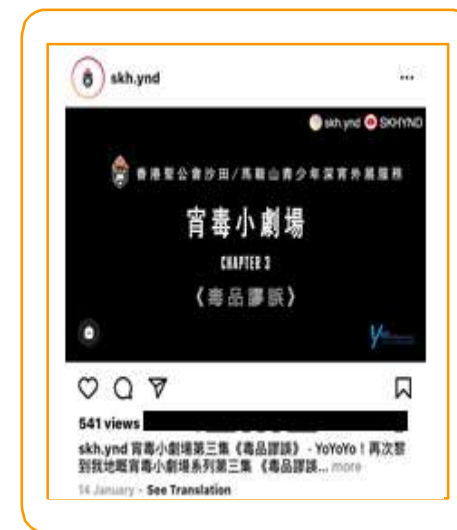 skh.ynd
skh.ynd SKHYND
香港聖公會沙田/馬鞍山青少年深宵外展服務
宵毒小劇場
CHAPTER 3
《毒品謬誤》
541 views
skh.ynd 宵毒小劇場第三集《毒品謬誤》 - YoYoYo！再次黎
到我地嘅宵毒小劇場系列第三集 《毒品謬誤... more
14 January · See Translation